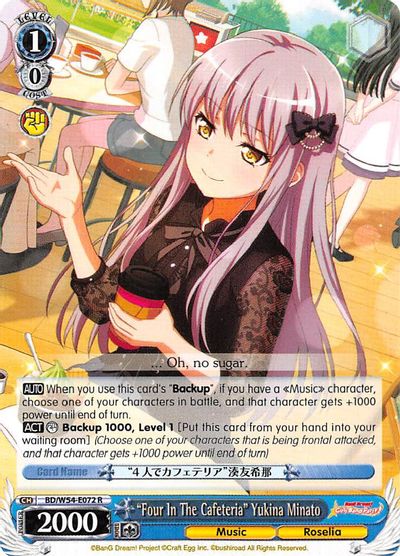 LEVEL
1
0
COST
... Oh, no sugar.
AUTO When you use this card's "Backup", if you have a «Music» character,
choose one of your characters in battle, and that character gets +1000
power until end of turn.
ACT Backup 1000, Level 1 [Put this card from your hand into your
waiting room] (Choose one of your characters that is being frontal attacked,
and that character gets +1000 power until end of turn)
Card Name
“4人でカフェテリア”湊友希那
CH BD/W54-E072 R
"Four In The Cafeteria" Yukina Minato
POWER
2000
Music
Roselia
©BanG Dream! Project ©Craft Egg Inc. ©bushiroad All Rights Reserved.